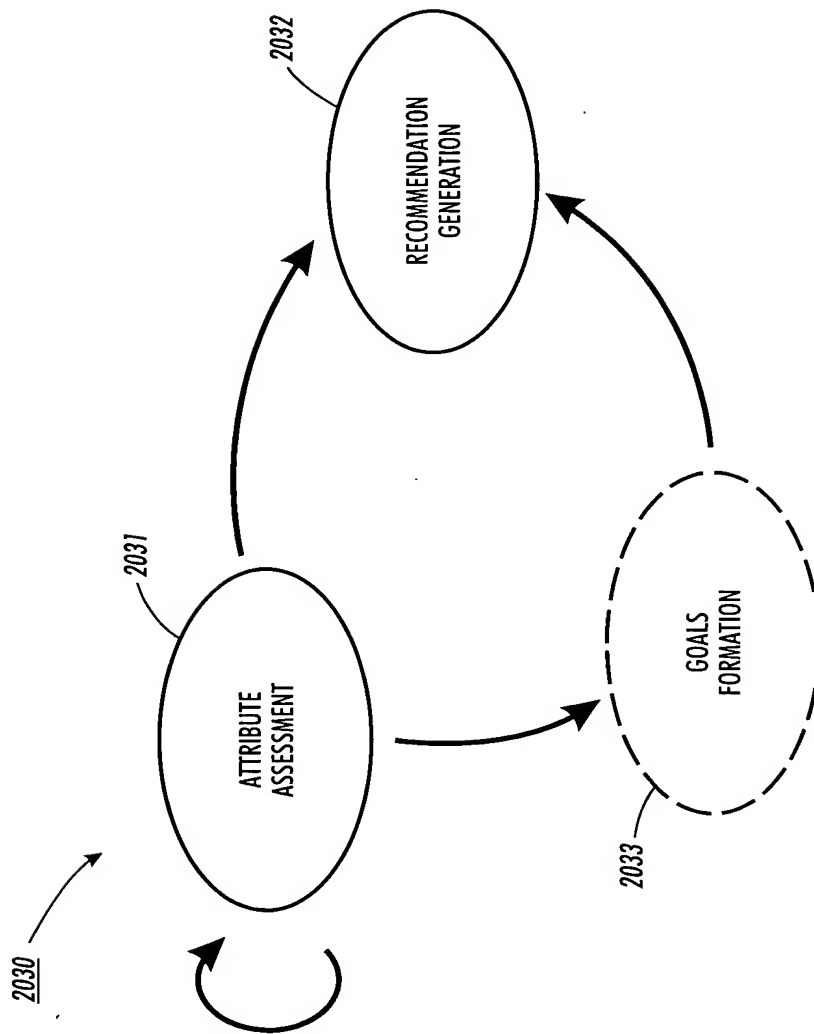 2030
2031
ATTRIBUTE
ASSESSMENT
2032
RECOMMENDATION
GENERATION
2033
GOALS
FORMATION